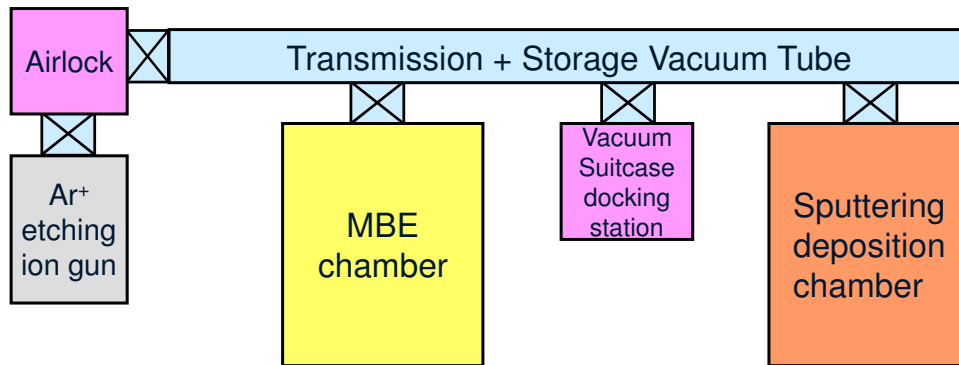 Airlock
Transmission + Storage Vacuum Tube
Ar⁺
etching
ion gun
MBE
chamber
Vacuum
Suitcase
docking
station
Sputtering
deposition
chamber